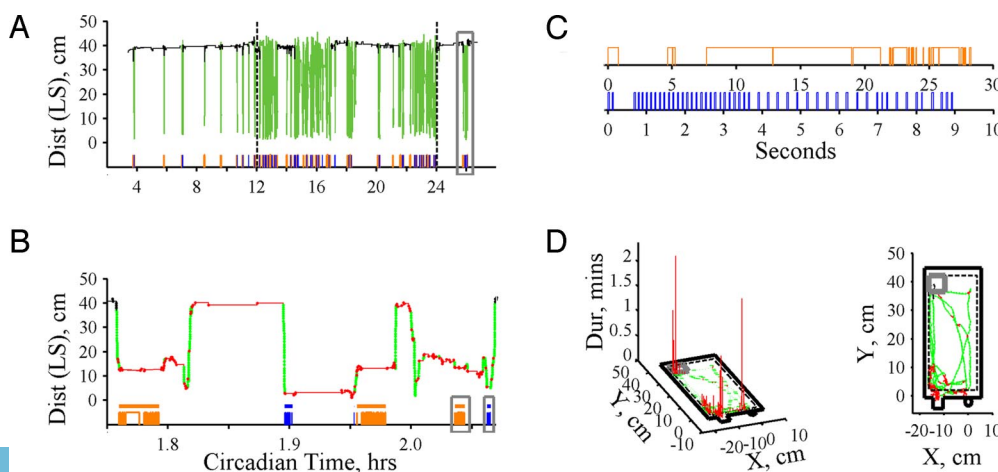 A
Dist (LS), cm
50
40
30
20
10
0
4 8 12 16 20 24
B
Dist (LS), cm
50
40
30
20
10
0
1.8 1.9 2.0
Circadian Time, hrs
C
0 5 10 15 20 25 30
0 1 2 3 4 5 6 7 8 9 10
Seconds
D
Dur, mins
2
1.5
1
0.5
0
50
40
30
20
10
0
-10
Y, cm
-20 -10 0 10
X, cm
Y, cm
50
40
30
20
10
0
-20 -10 0 10
X, cm